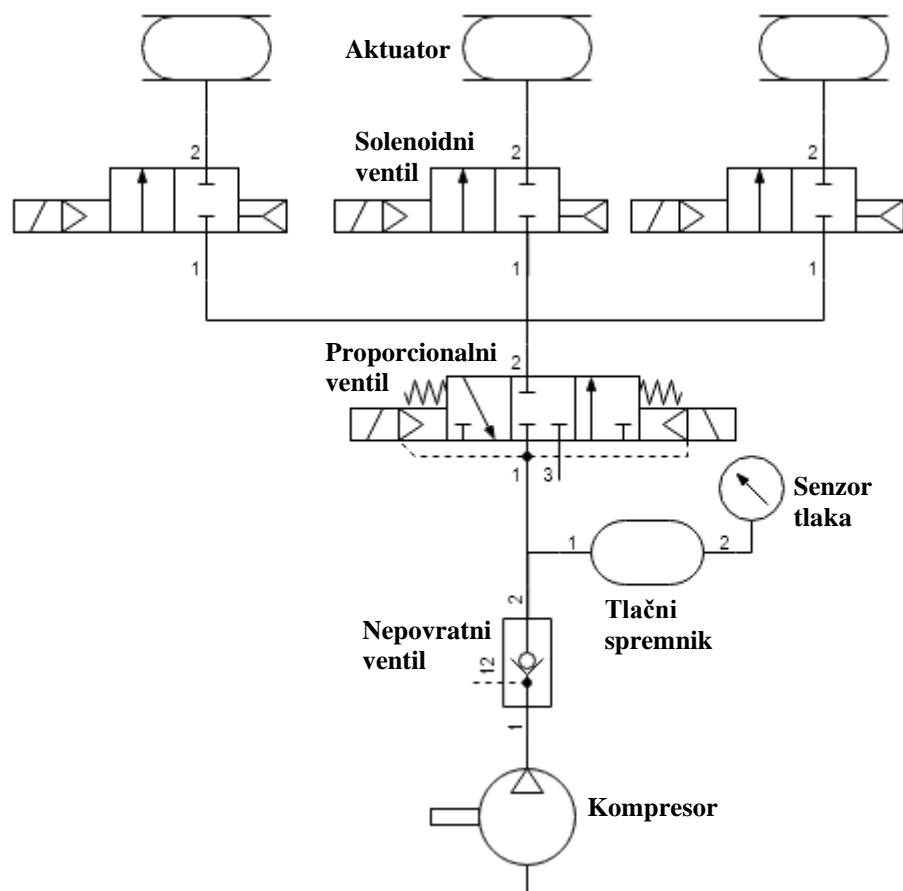 Aktuator
2
Solenoidni
ventil
2
2
1
1
1
Proporcionalni
ventil
2
1
3
Senzor
tlaka
1
2
Tlačni
spremnik
2
Nepovratni
ventil
12
1
Kompresor